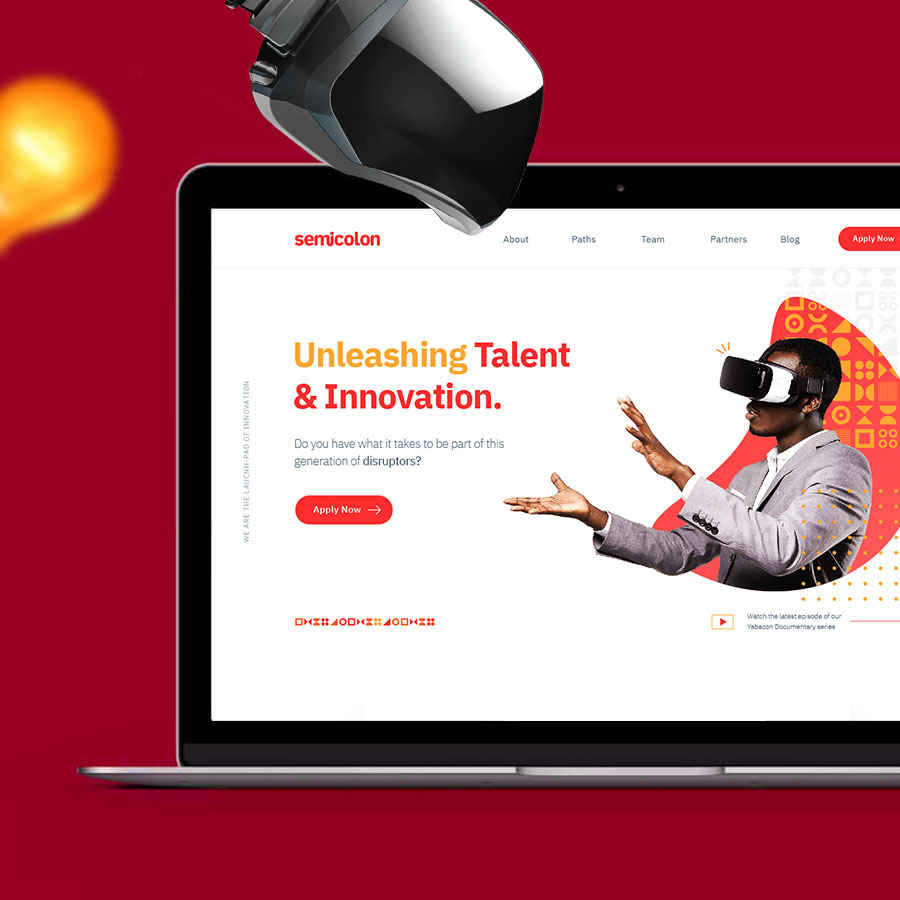 semicolon
About
Paths
Team
Partners
Blog
Apply Now
Unleashing Talent
& Innovation.
Do you have what it takes to be part of this
generation of disruptors?
Apply Now
WE ARE THE LAUCNH-PAD OF INNOVATION
Watch the latest episode of our
Yabacon Documentary series